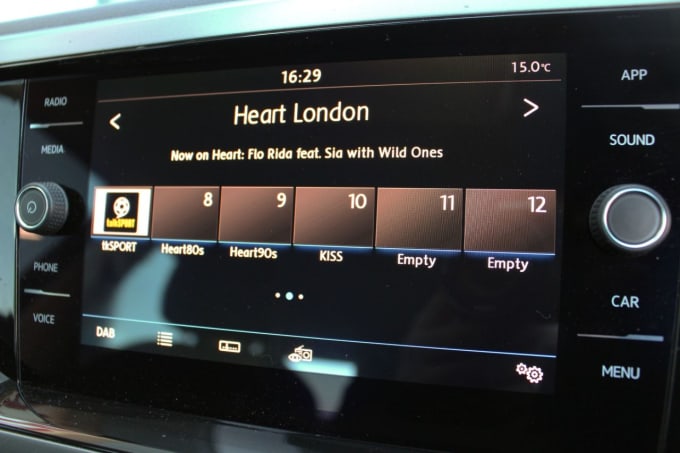 16:29
15.0°C
APP
RADIO
< Heart London >
SOUND
MEDIA
Now on Heart: Flo Rida feat. Sia with Wild Ones
talkSPORT
8
9
10
11
12
tkSPORT
Heart80s
Heart90s
KISS
Empty
Empty
PHONE
CAR
VOICE
DAB
MENU